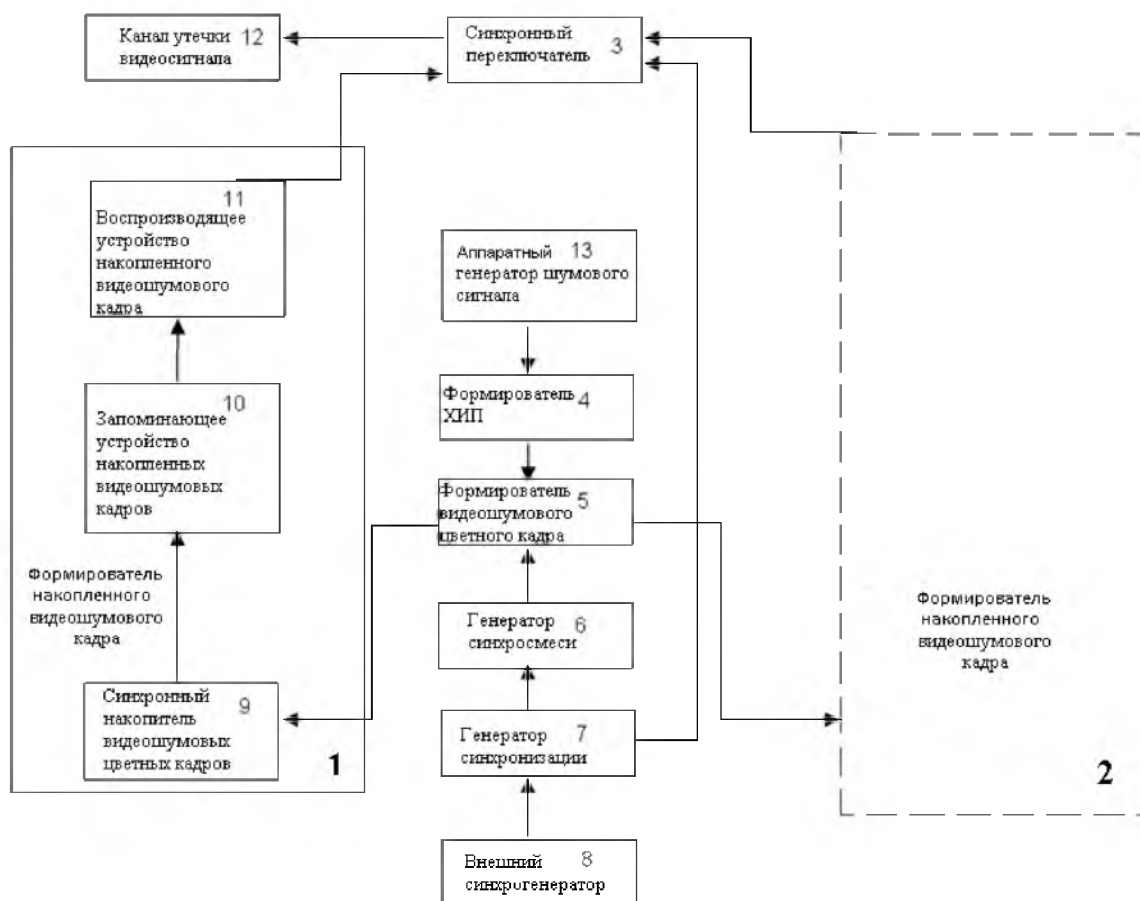 Канал утечки 12
видеосигнала
Синхронный
переключатель 3
11
Воспроизводящее
устройство
накопленного
видеошумового
кадра
Аппаратный 13
генератор шумового
сигнала
10
Запоминающее
устройство
накопленных
видеошумовых
кадров
Формирователь 4
ХИП
Формирователь
видеошумового 5
цветного кадра
Формирователь
накопленного
видеошумового
кадра
Генератор 6
синхросмеси
Формирователь
накопленного
видеошумового
кадра
Синхронный 9
накопитель
видеошумовых
цветных кадров
1
Генератор 7
синхронизации
2
Внешний 8
синхрогенератор